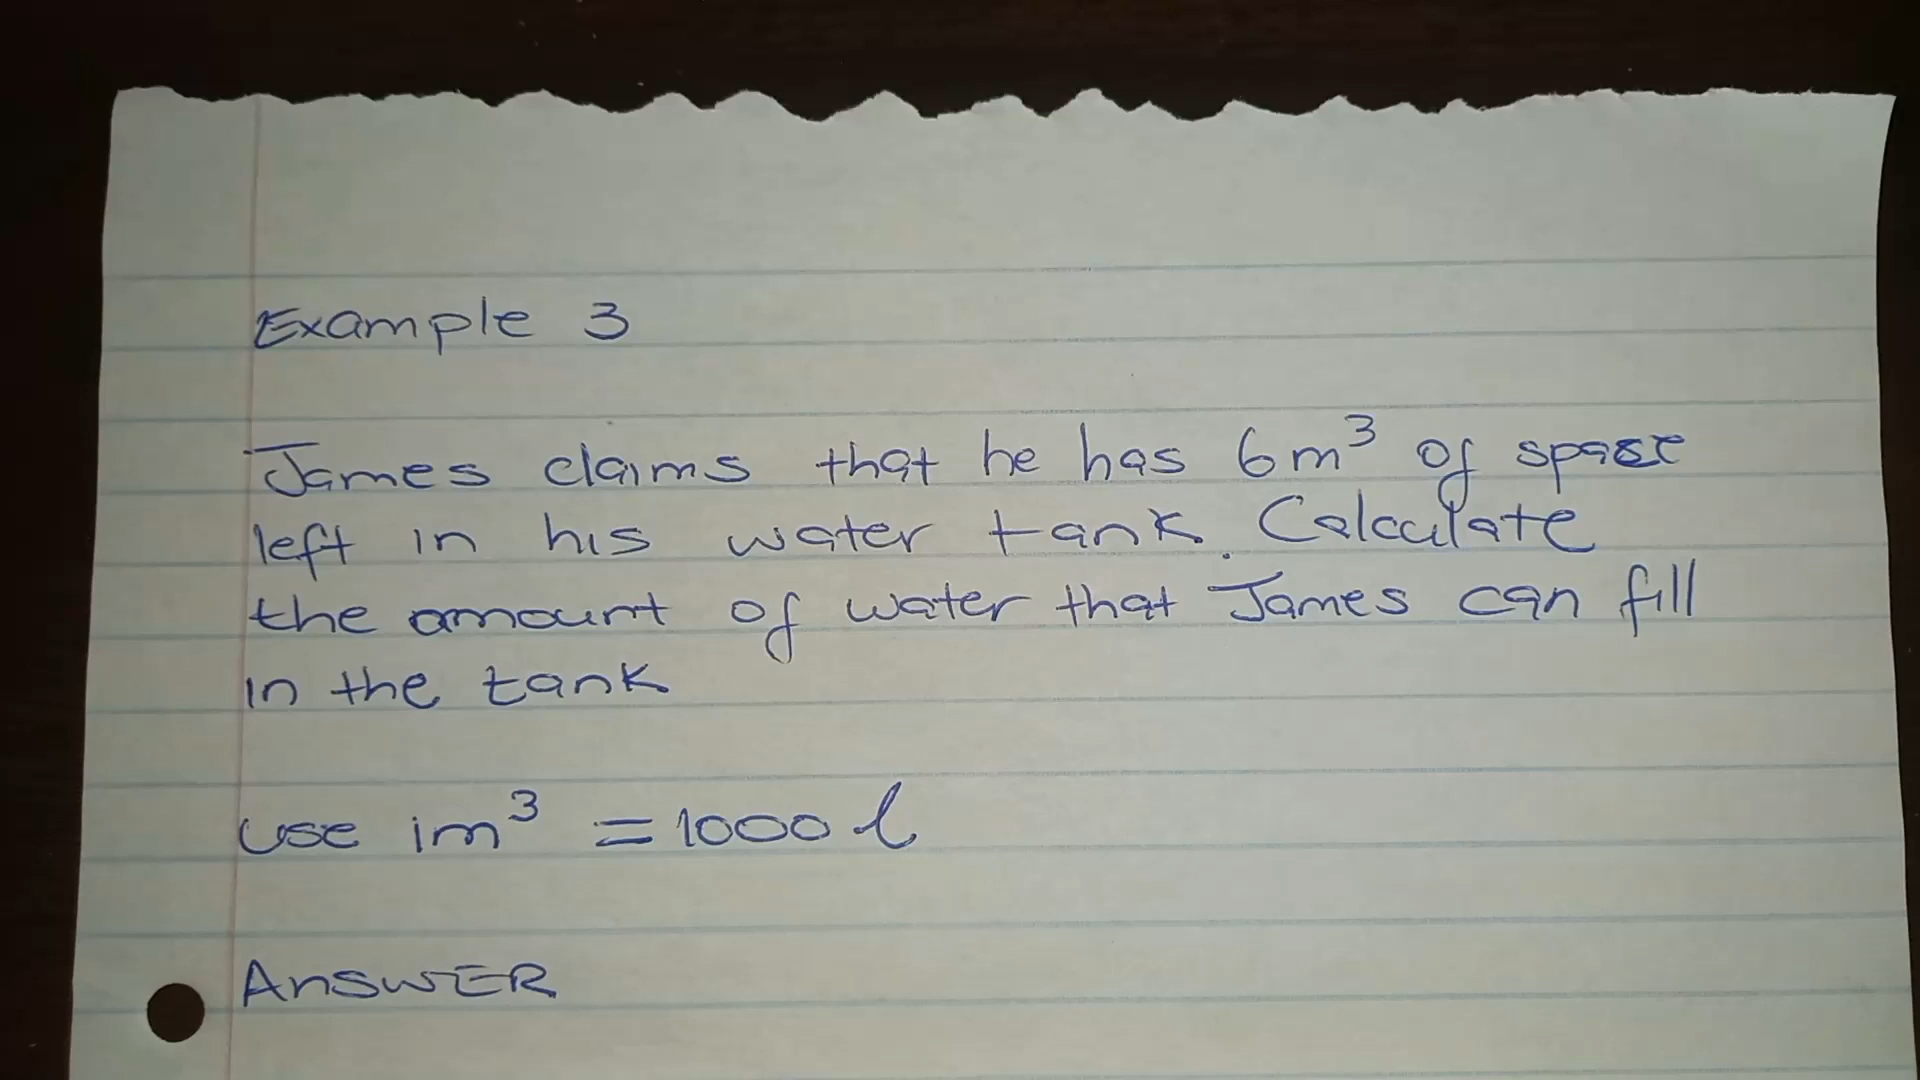 Example 3
James claims that he has 6m³ of space
left in his water tank. Calculate
the amount of water that James can fill
in the tank
Use 1m³ = 1000 l
ANSWER